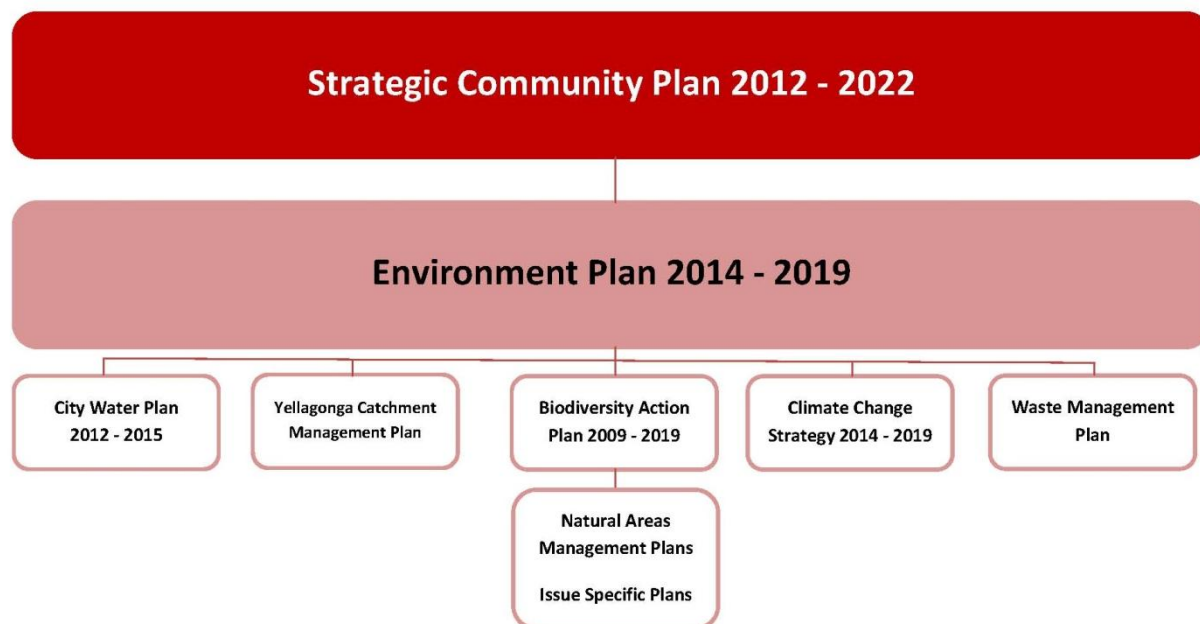 Strategic Community Plan 2012 - 2022
Environment Plan 2014 - 2019
City Water Plan
2012 - 2015
Yellagonga Catchment
Management Plan
Biodiversity Action
Plan 2009 - 2019
Climate Change
Strategy 2014 - 2019
Waste Management
Plan
Natural Areas
Management Plans
Issue Specific Plans